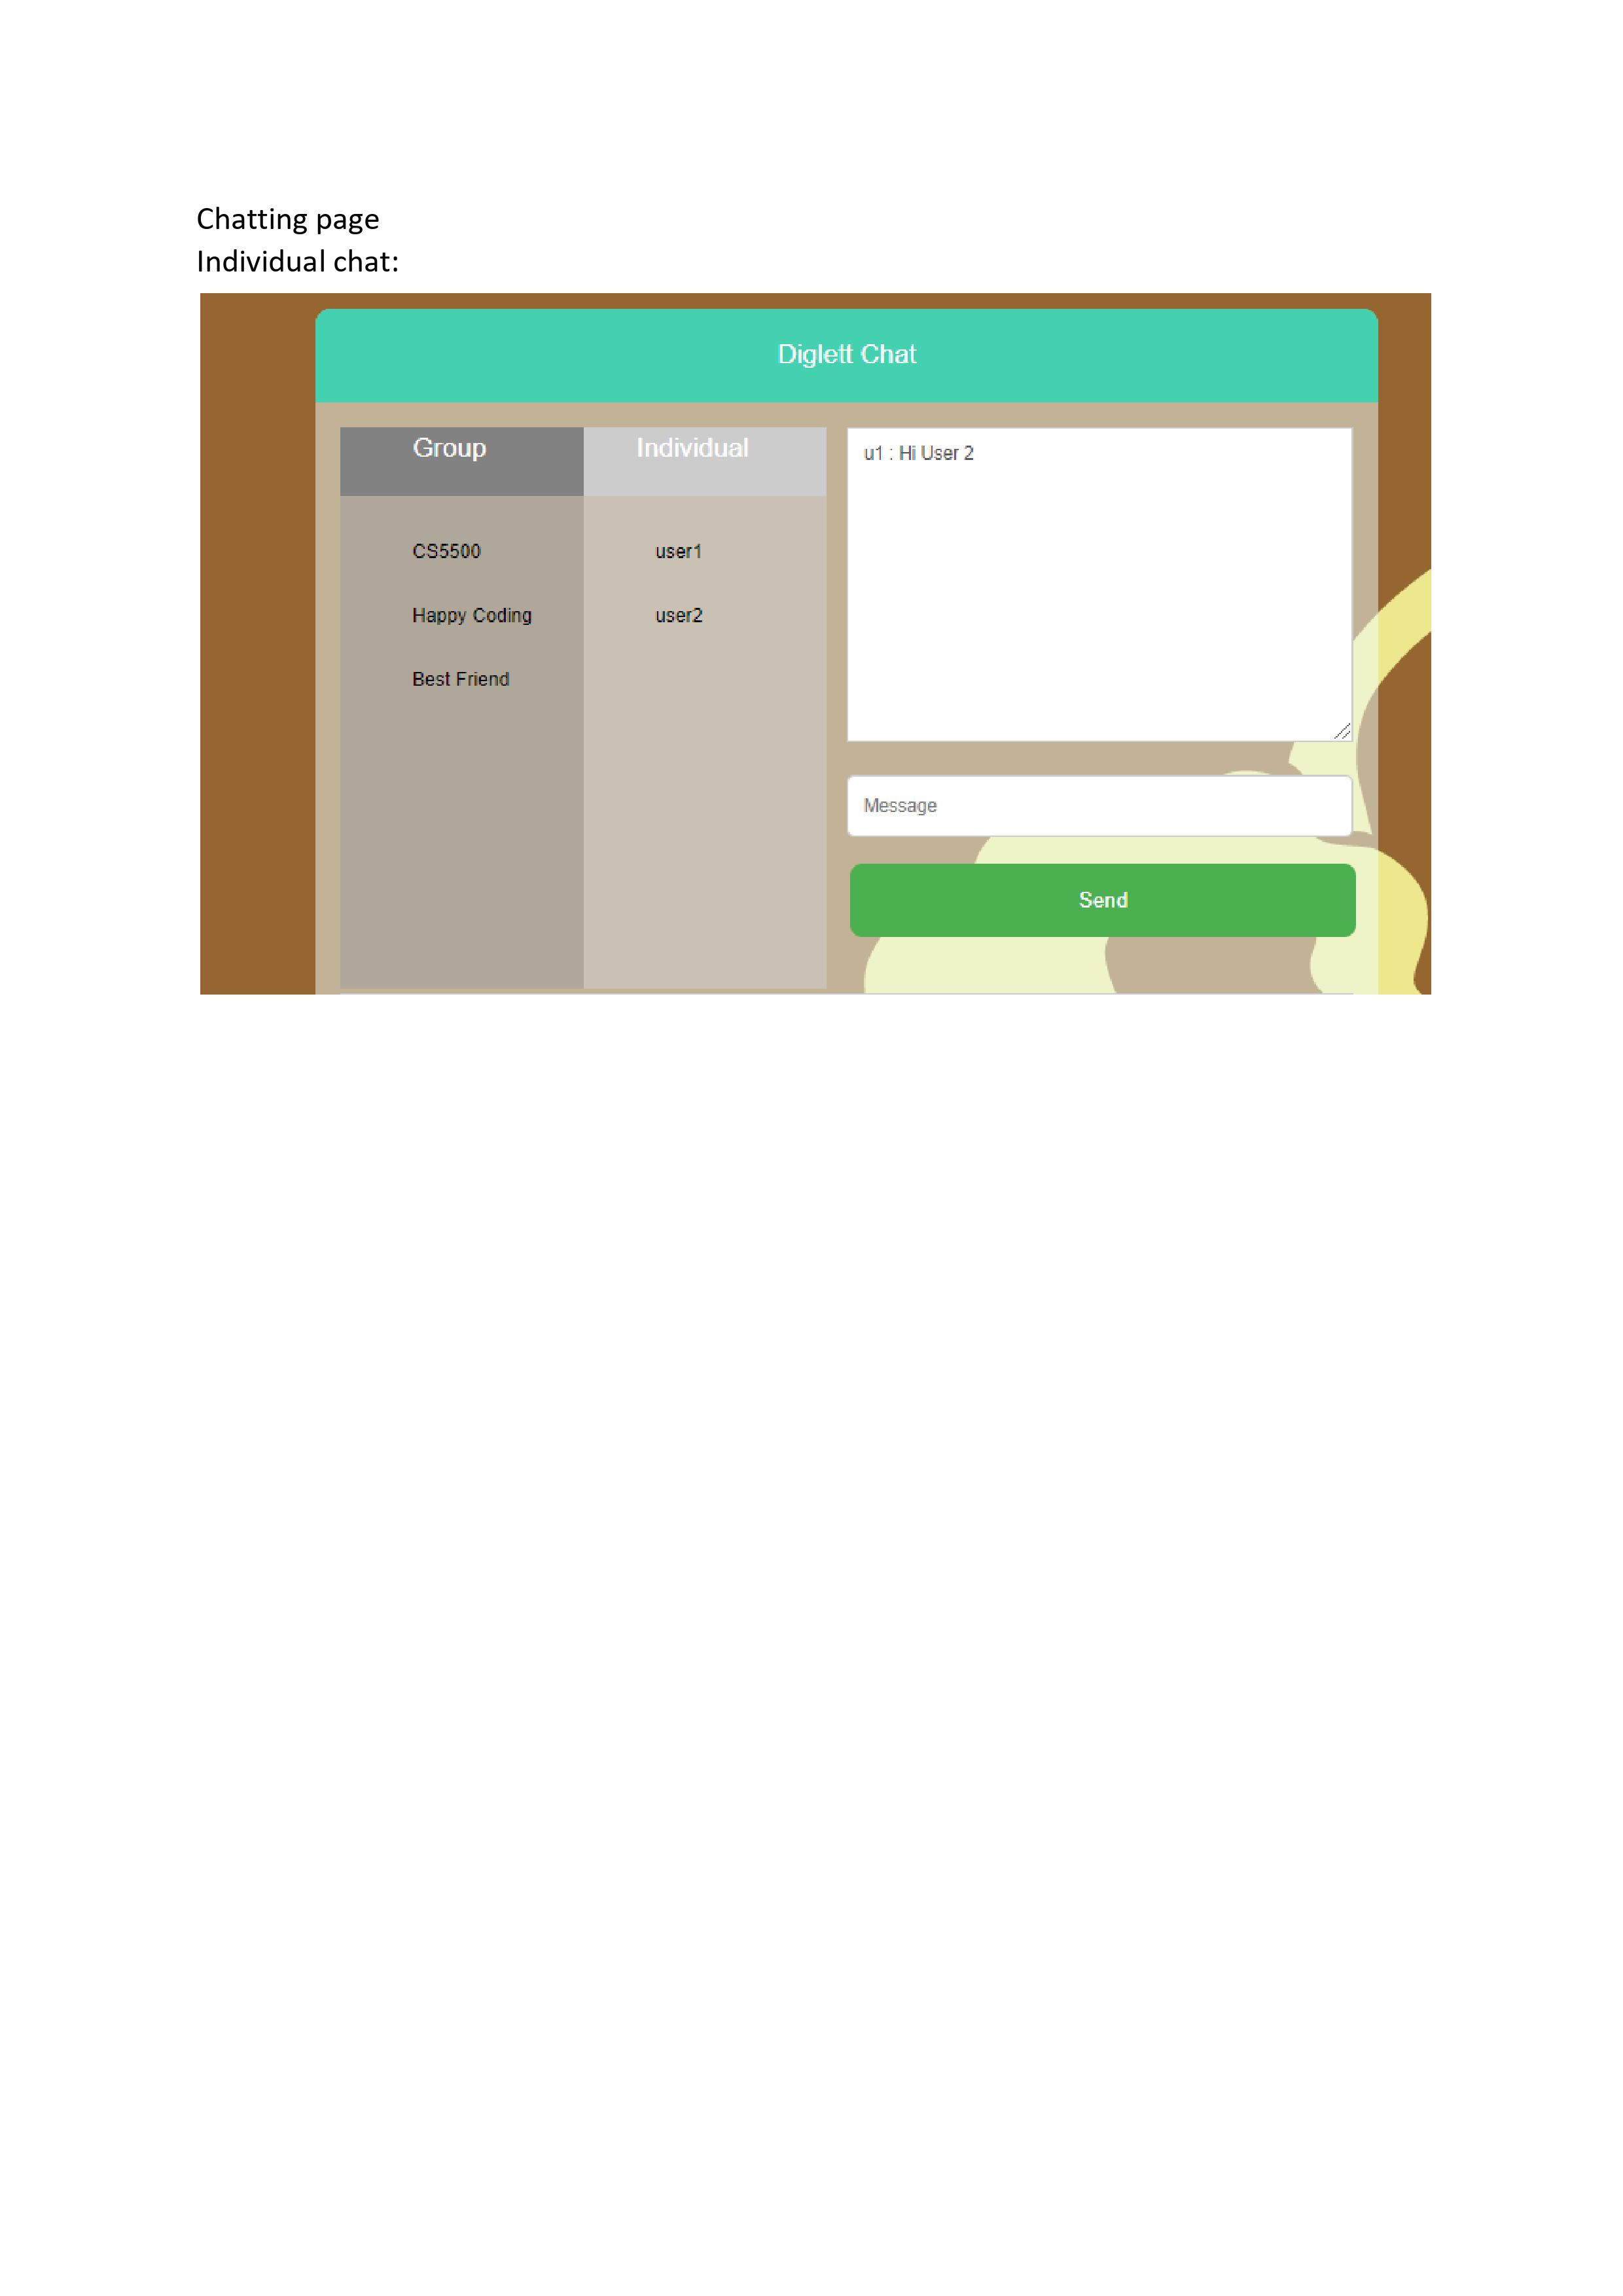 Chatting page
Individual chat:
Diglett Chat
Group
Individual
CS5500
user1
Happy Coding
user2
Best Friend
u1 : Hi User 2
Message
Send